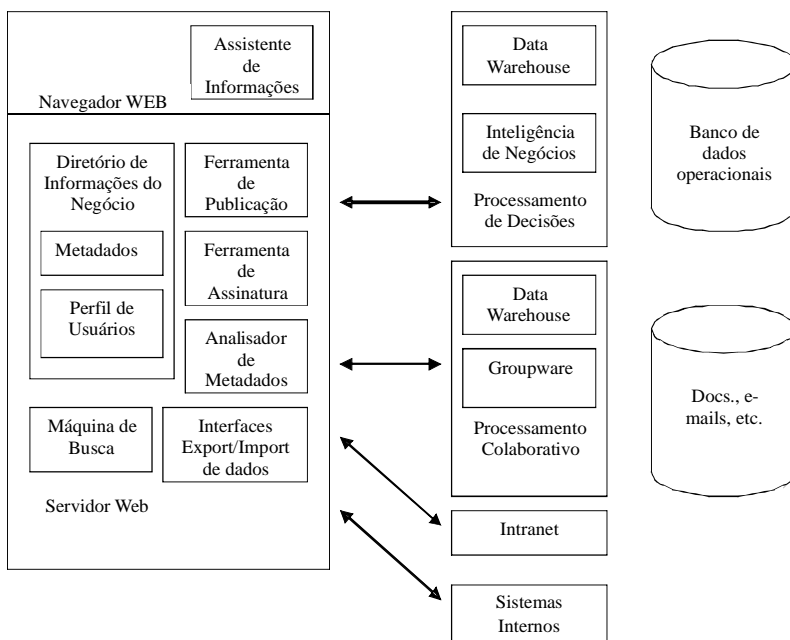 Assistente
de
Informações
Navegador WEB
Diretório de
Informações do
Negócio
Metadados
Perfil de
Usuários
Ferramenta
de
Publicação
Ferramenta
de
Assinatura
Analisador
de
Metadados
Máquina de
Busca
Interfaces
Export/Import
de dados
Servidor Web
Data
Warehouse
Inteligência
de Negócios
Processamento
de Decisões
Data
Warehouse
Groupware
Processamento
Colaborativo
Intranet
Sistemas
Internos
Banco de
dados
operacionais
Docs., e-
mails, etc.